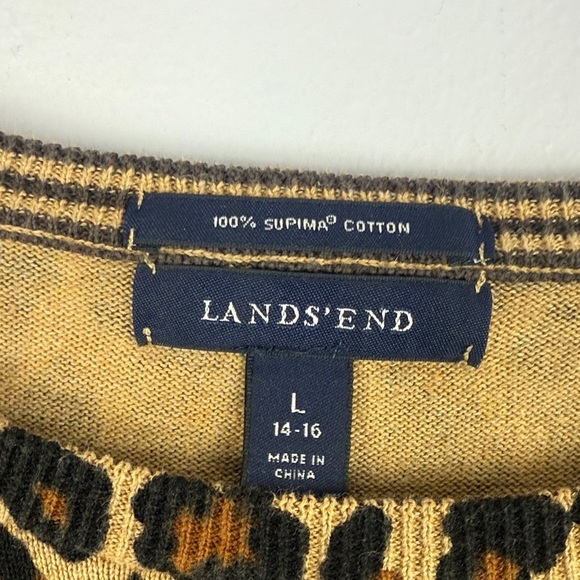 100% SUPIMA® COTTON
LANDS'END
L
14-16
MADE IN
CHINA